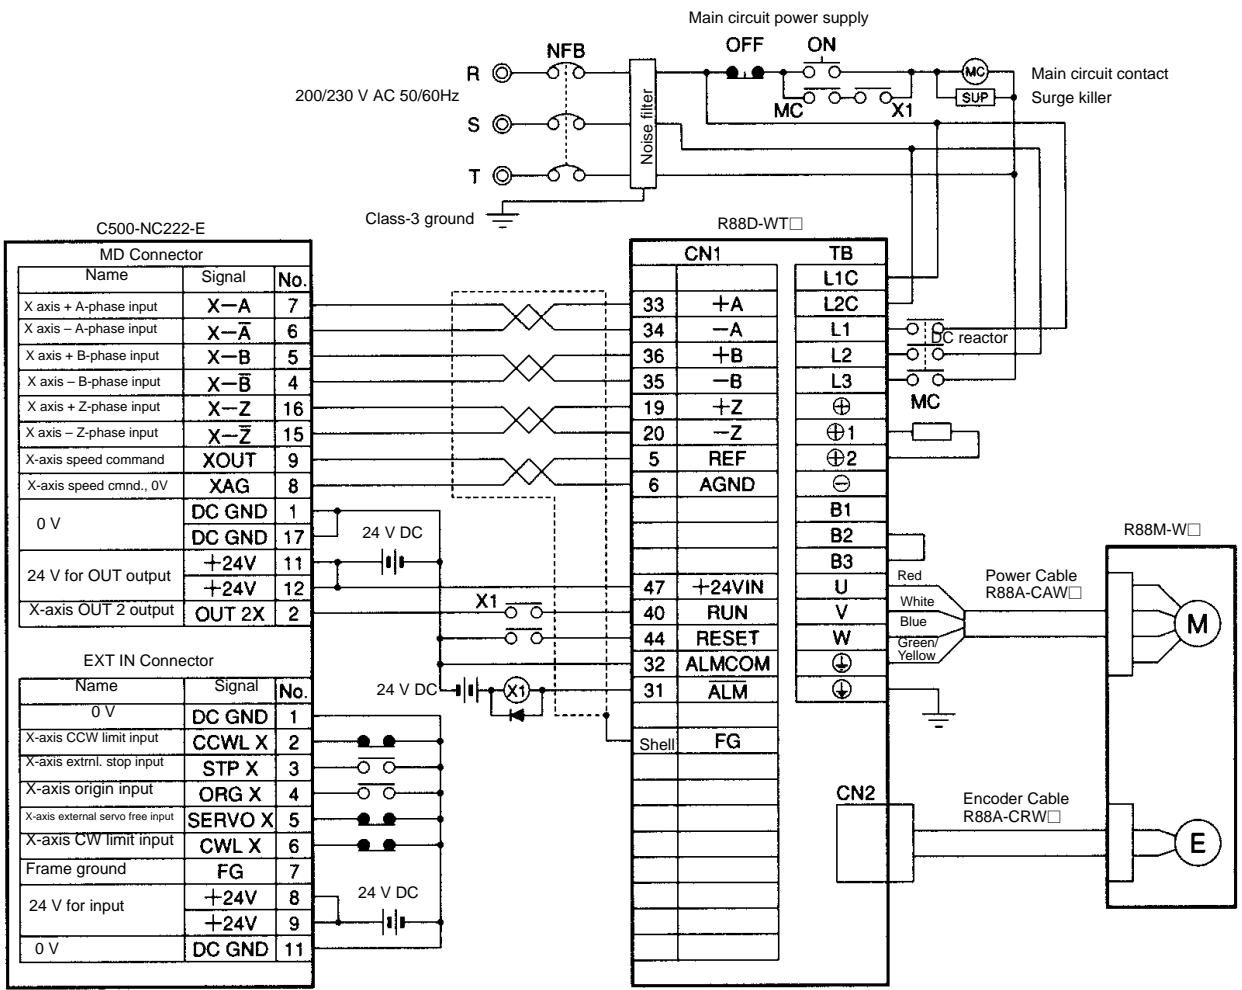 Main circuit power supply
OFF ON
NFB
R
MC
Main circuit contact
200/230 V AC 50/60Hz
SUP
Surge killer
MC X1
S
Noise filter
T
Class-3 ground
C500-NC222-E
MD Connector
Name Signal No.
X axis + A-phase input X−A 7
X axis – A-phase input X−A̅ 6
X axis + B-phase input X−B 5
X axis – B-phase input X−B̅ 4
X axis + Z-phase input X−Z 16
X axis – Z-phase input X−Z̅ 15
X-axis speed command XOUT 9
X-axis speed cmnd., 0V XAG 8
0 V DC GND 1
DC GND 17
24 V for OUT output +24V 11
+24V 12
X-axis OUT 2 output OUT 2X 2
EXT IN Connector
Name Signal No.
0 V DC GND 1
X-axis CCW limit input CCWL X 2
X-axis extrnl. stop input STP X 3
X-axis origin input ORG X 4
X-axis external servo free input SERVO X 5
X-axis CW limit input CWL X 6
Frame ground FG 7
24 V for input +24V 8
+24V 9
0 V DC GND 11
24 V DC
X1
24 V DC
X1
24 V DC
R88D-WT□
CN1
33 +A
34 −A
36 +B
35 −B
19 +Z
20 −Z
5 REF
6 AGND
47 +24VIN
40 RUN
44 RESET
32 ALMCOM
31 A̅L̅M̅
Shell FG
TB
L1C
L2C
L1
L2
L3
⊕
⊕1
⊕2
⊖
B1
B2
B3
U
V
W
CN2
DC reactor
MC
Red
White
Blue
Green/
Yellow
Power Cable
R88A-CAW□
Encoder Cable
R88A-CRW□
R88M-W□
M
E